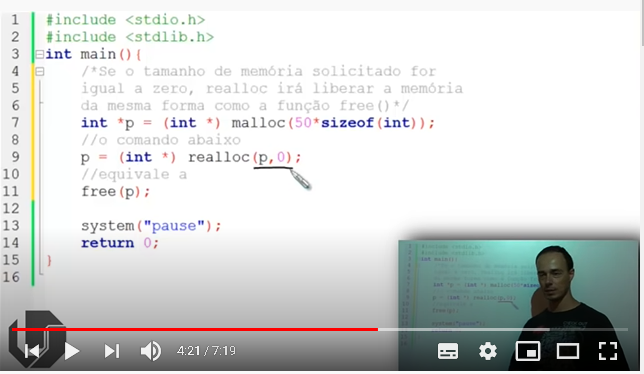 1 #include <stdio.h>
2 #include <stdlib.h>
3 int main(){
4 /*Se o tamanho de memória solicitado for
5 igual a zero, realloc irá liberar a memória
6 da mesma forma como a função free()*/
7 int *p = (int *) malloc(50*sizeof(int));
8 //o comando abaixo
9 p = (int *) realloc(p,0);
10 //equivale a
11 free(p);
12
13 system("pause");
14 return 0;
15 }
16
4:21 / 7:19